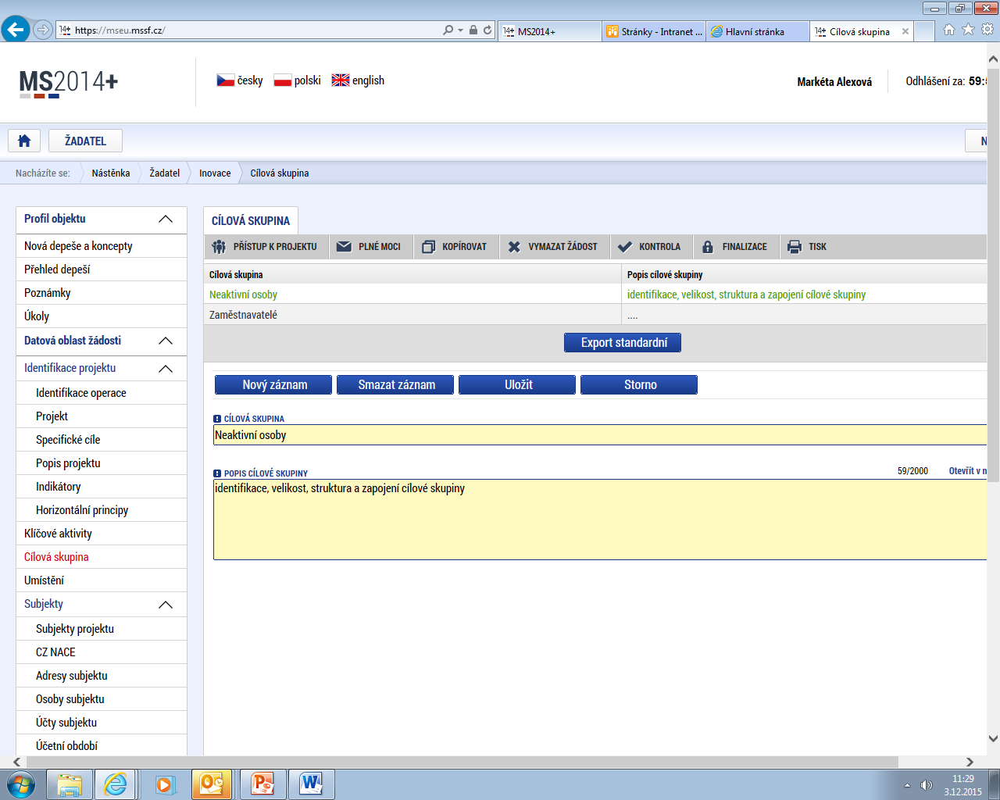 https://mseu.mssf.cz/
MS2014+
Stránky - Intranet ...
Hlavní stránka
Cílová skupina
MS2014+
česky
polski
english
Markéta Alexová
Odhlášení za: 59:
ŽADATEL
N
Nacházíte se:
Nástěnka
Žadatel
Inovace
Cílová skupina
Profil objektu
Nová depeše a koncepty
Přehled depeší
Poznámky
Úkoly
Datová oblast žádosti
Identifikace projektu
Identifikace operace
Projekt
Specifické cíle
Popis projektu
Indikátory
Horizontální principy
Klíčové aktivity
Cílová skupina
Umístění
Subjekty
Subjekty projektu
CZ NACE
Adresy subjektu
Osoby subjektu
Účty subjektu
Účetní období
CÍLOVÁ SKUPINA
PŘÍSTUP K PROJEKTU
PLNÉ MOCI
KOPÍROVAT
VYMAZAT ŽÁDOST
KONTROLA
FINALIZACE
TISK
Cílová skupina
Popis cílové skupiny
Neaktivní osoby
identifikace, velikost, struktura a zapojení cílové skupiny
Zaměstnavatelé
....
Export standardní
Nový záznam
Smazat záznam
Uložit
Storno
CÍLOVÁ SKUPINA
Neaktivní osoby
POPIS CÍLOVÉ SKUPINY
59/2000
Otevřít v n
identifikace, velikost, struktura a zapojení cílové skupiny
11:29
3.12.2015